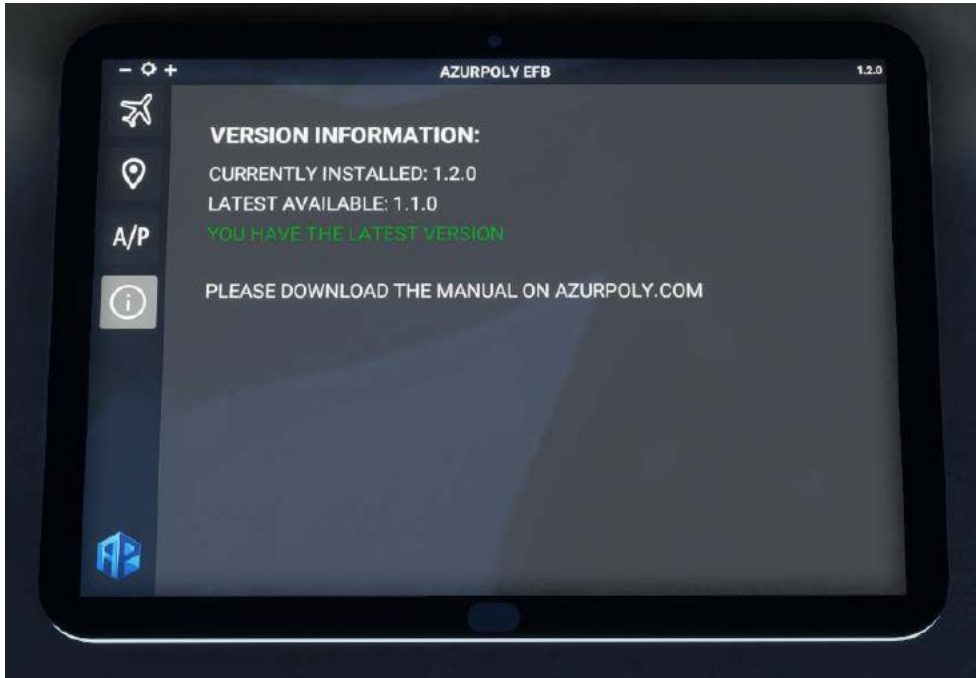 - +
AZURPOLY EFB
1.2.0
VERSION INFORMATION:
CURRENTLY INSTALLED: 1.2.0
LATEST AVAILABLE: 1.1.0
YOU HAVE THE LATEST VERSION
A/P
PLEASE DOWNLOAD THE MANUAL ON AZURPOLY.COM
AP